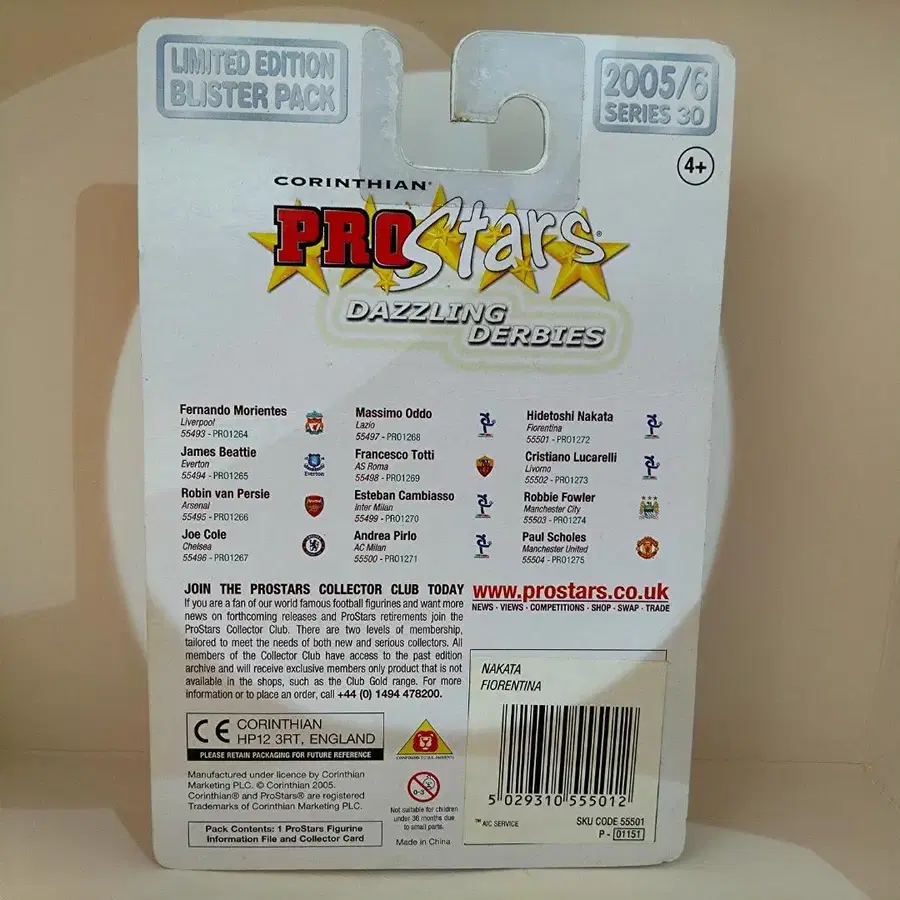 LIMITED EDITION
BLISTER PACK
2005/6
SERIES 30
4+
CORINTHIAN®
PROStars®
DAZZLING
DERBIES
Fernando Morientes
Liverpool
55493 - PRO1264
James Beattie
Everton
55494 - PRO1265
Everton
Robin van Persie
Arsenal
55495 - PRO1266
Joe Cole
Chelsea
55496 - PRO1267
Massimo Oddo
Lazio
55497 - PRO1268
Francesco Totti
AS Roma
55498 - PRO1269
Esteban Cambiasso
Inter Milan
55499 - PRO1270
Andrea Pirlo
AC Milan
55500 - PRO1271
Hidetoshi Nakata
Fiorentina
55501 - PRO1272
Cristiano Lucarelli
Livorno
55502 - PRO1273
Robbie Fowler
Manchester City
55503 - PRO1274
Paul Scholes
Manchester United
55504 - PRO1275
JOIN THE PROSTARS COLLECTOR CLUB TODAY
If you are a fan of our world famous football figurines and want more
news on forthcoming releases and ProStars retirements join the
ProStars Collector Club. There are two levels of membership,
tailored to meet the needs of both new and serious collectors. All
members of the Collector Club have access to the past edition
archive and will receive exclusive members only product that is not
available in the shops, such as the Club Gold range. For more
information or to place an order, call +44 (0) 1494 478200.
www.prostars.co.uk
NEWS · VIEWS · COMPETITIONS · SHOP · SWAP · TRADE
CE CORINTHIAN
HP12 3RT, ENGLAND
PLEASE RETAIN PACKAGING FOR FUTURE REFERENCE
Manufactured under licence by Corinthian
Marketing PLC. © Corinthian 2005.
Corinthian® and ProStars® are registered
Trademarks of Corinthian Marketing PLC.
Pack Contents: 1 ProStars Figurine
Information File and Collector Card
0-3
Not suitable for children
under 36 months due
to small parts.
Made in China
NAKATA
FIORENTINA
5 029310 555012
™ A/C SERVICE
SKU CODE 55501
P - 01151